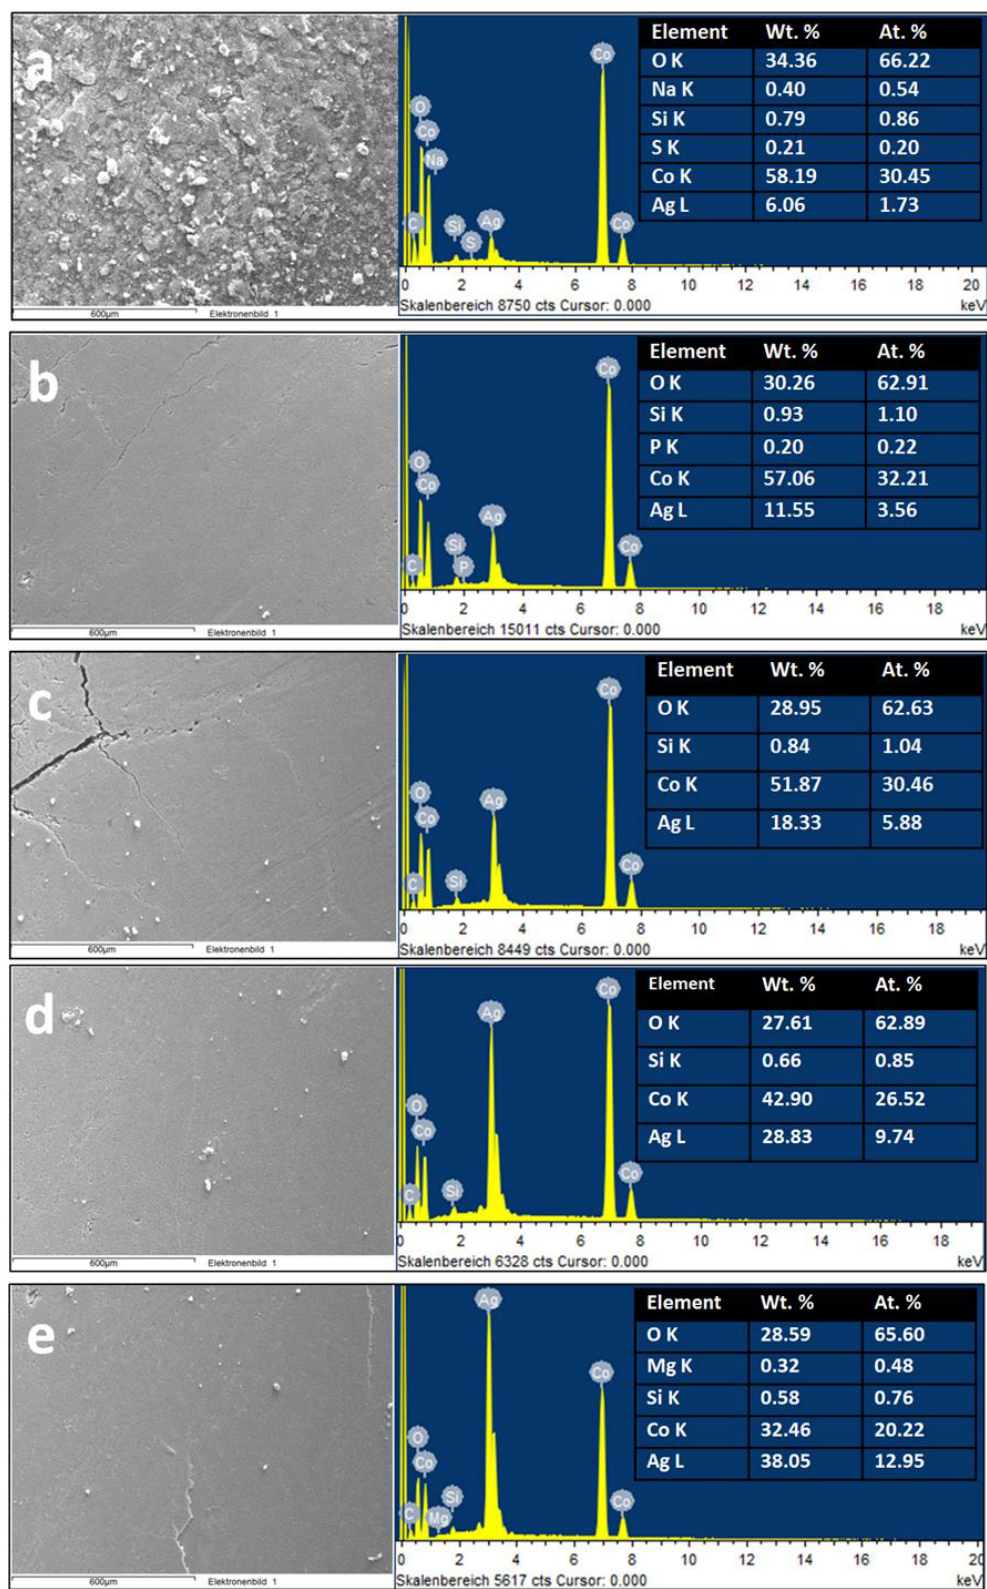 a
600µm Elektronenbild 1
O
Co
Na
C
Si
S
Ag
Co
Co
Element Wt. % At. %
O K 34.36 66.22
Na K 0.40 0.54
Si K 0.79 0.86
S K 0.21 0.20
Co K 58.19 30.45
Ag L 6.06 1.73
0 2 4 6 8 10 12 14 16 18 20
Skalenbereich 8750 cts Cursor: 0.000 keV
b
600µm Elektronenbild 1
O
Co
C
Si
P
Ag
Co
Co
Element Wt. % At. %
O K 30.26 62.91
Si K 0.93 1.10
P K 0.20 0.22
Co K 57.06 32.21
Ag L 11.55 3.56
0 2 4 6 8 10 12 14 16 18
Skalenbereich 15011 cts Cursor: 0.000 keV
c
600µm Elektronenbild 1
O
Co
C
Si
Ag
Co
Co
Element Wt. % At. %
O K 28.95 62.63
Si K 0.84 1.04
Co K 51.87 30.46
Ag L 18.33 5.88
0 2 4 6 8 10 12 14 16 18
Skalenbereich 8449 cts Cursor: 0.000 keV
d
600µm Elektronenbild 1
O
Co
C
Si
Ag
Co
Co
Element Wt. % At. %
O K 27.61 62.89
Si K 0.66 0.85
Co K 42.90 26.52
Ag L 28.83 9.74
0 2 4 6 8 10 12 14 16 18
Skalenbereich 6328 cts Cursor: 0.000 keV
e
600µm Elektronenbild 1
O
Co
C
Mg
Si
Ag
Co
Co
Element Wt. % At. %
O K 28.59 65.60
Mg K 0.32 0.48
Si K 0.58 0.76
Co K 32.46 20.22
Ag L 38.05 12.95
0 2 4 6 8 10 12 14 16 18 20
Skalenbereich 5617 cts Cursor: 0.000 keV